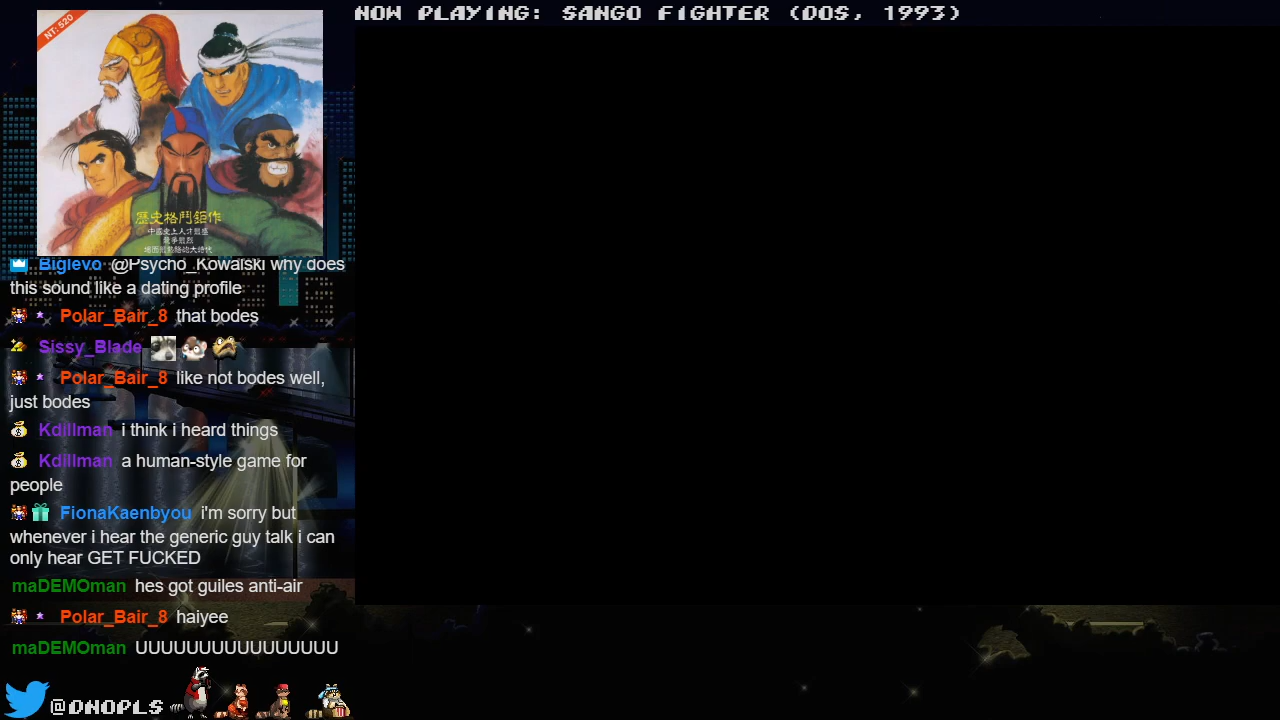 NOW PLAYING: SANGO FIGHTER (DOS, 1993)
NT: 520
歷史格鬥鉅作
Biglevo @Psycho_Kowalski why does
this sound like a dating profile
Polar_Bair_8 that bodes
Sissy_Blade
Polar_Bair_8 like not bodes well,
just bodes
Kdillman i think i heard things
Kdillman a human-style game for
people
FionaKaenbyou i'm sorry but
whenever i hear the generic guy talk i can
only hear GET FUCKED
maDEMOman hes got guiles anti-air
Polar_Bair_8 haiyee
maDEMOman UUUUUUUUUUUUUUUU
@OHOPLS